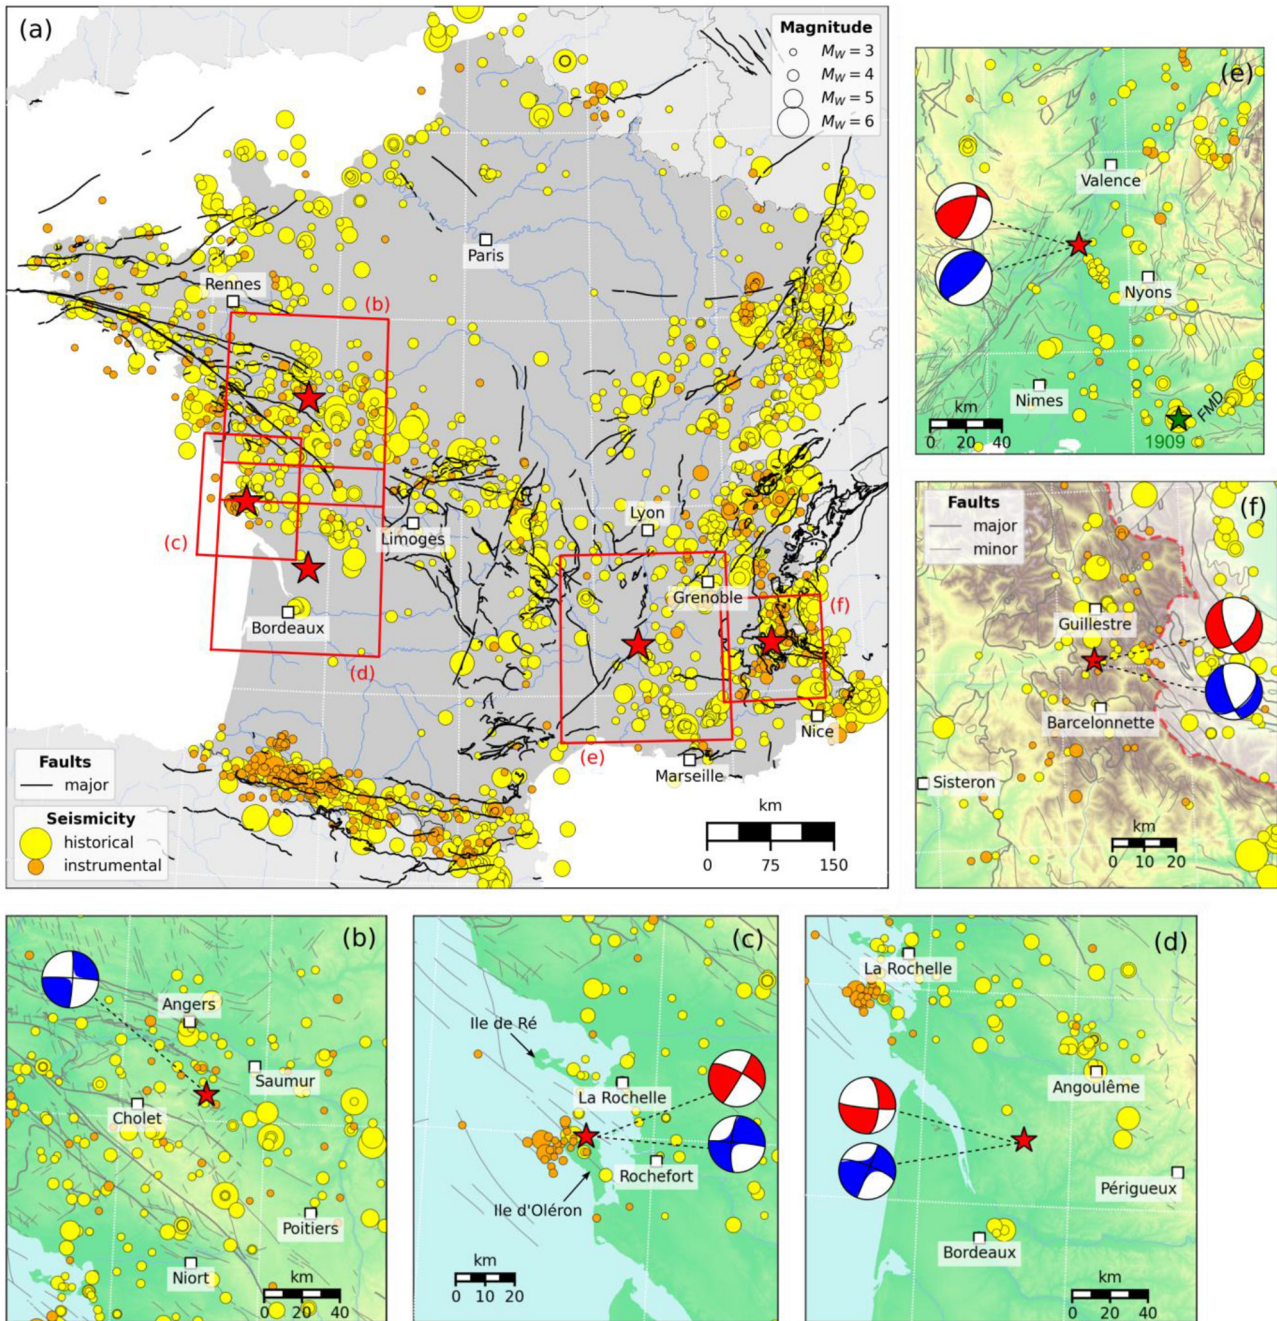 (a)
Magnitude
Mw = 3
Mw = 4
Mw = 5
Mw = 6
Paris
Rennes
(b)
(c)
Limoges
Lyon
Grenoble
(f)
Bordeaux
(d)
Nice
(e)
Marseille
Faults
major
Seismicity
historical
instrumental
km
0 75 150
(e)
Valence
Nyons
Nimes
km
0 20 40
FMD
1909
Faults
major
minor
(f)
Guillestre
Barcelonnette
Sisteron
km
0 10 20
(b)
Angers
Saumur
Cholet
Poitiers
Niort
km
0 20 40
(c)
Ile de Ré
La Rochelle
Rochefort
Ile d'Oléron
km
0 10 20
(d)
La Rochelle
Angoulême
Périgueux
Bordeaux
km
0 20 40